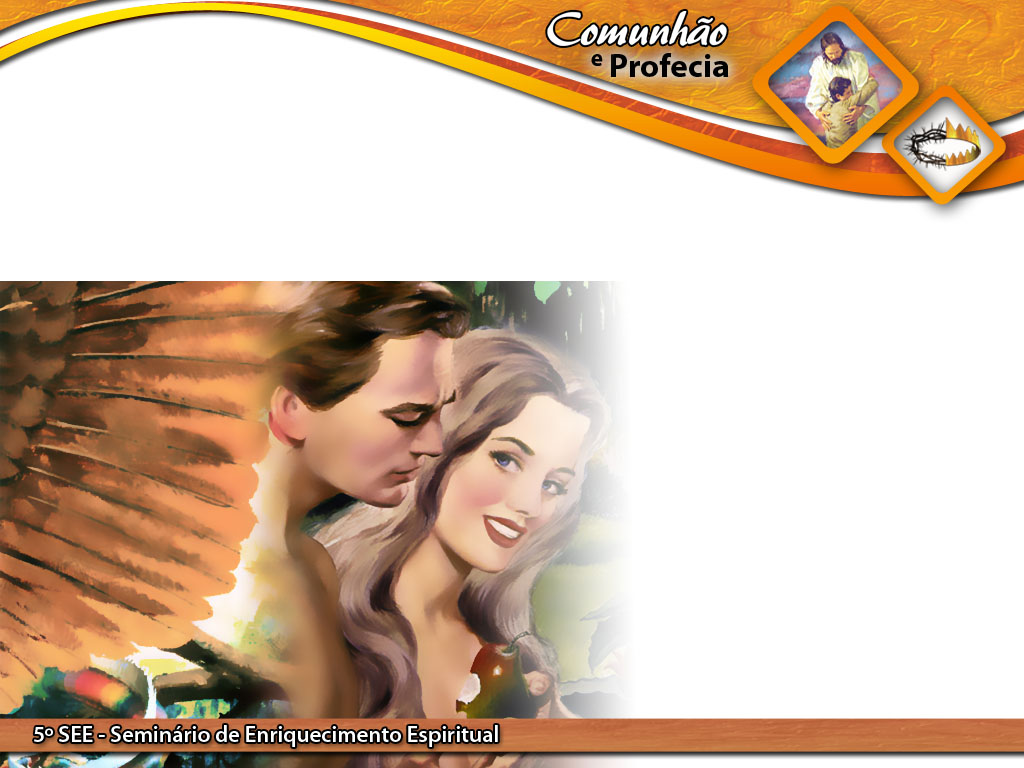 Comunhão
e Profecia
5º SEE - Seminário de Enriquecimento Espiritual